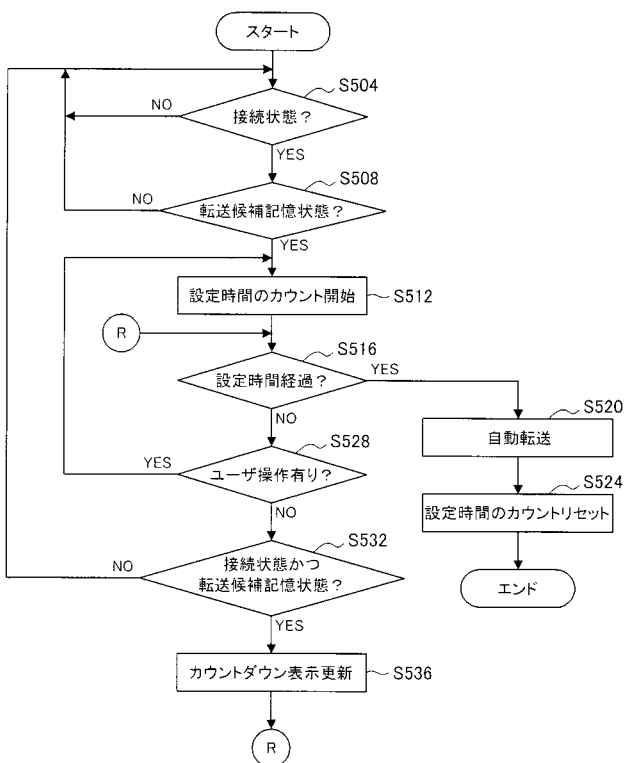 スタート
S504
接続状態?
NO
YES
S508
転送候補記憶状態?
NO
YES
設定時間のカウント開始
S512
R
S516
設定時間経過?
YES
NO
S520
自動転送
S528
ユーザ操作有り?
YES
NO
S524
設定時間のカウントリセット
S532
接続状態かつ
転送候補記憶状態?
NO
YES
エンド
カウントダウン表示更新
S536
R